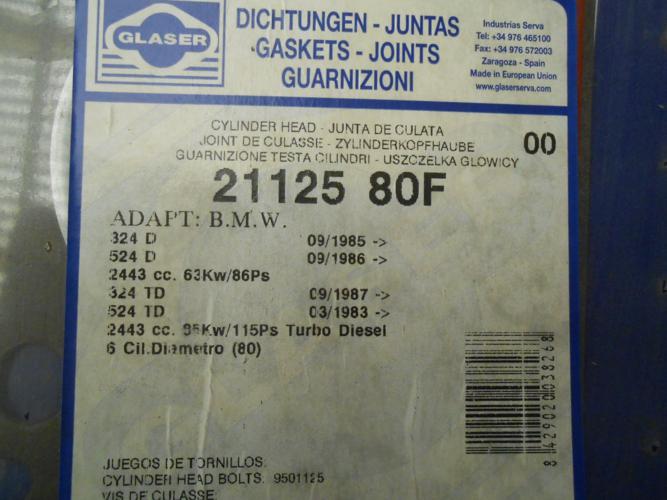 GLASER
DICHTUNGEN - JUNTAS
GASKETS - JOINTS
GUARNIZIONI
Industrias Serva
Tel: +34 976 465100
Fax: +34 976 572003
Zaragoza - Spain
Made in European Union
www.glaserserva.com
CYLINDER HEAD - JUNTA DE CULATA
JOINT DE CULASSE - ZYLINDERKOPFHAUBE
GUARNIZIONE TESTA CILINDRI - USZCZELKA GLOWICY
00
21125 80F
ADAPT: B.M.W.
324 D 09/1985 ->
524 D 09/1986 ->
2443 cc. 63Kw/86Ps
324 TD 09/1987 ->
524 TD 03/1983 ->
2443 cc. 85Kw/115Ps Turbo Diesel
6 Cil.Diametro (80)
8 429020 038268
JUEGOS DE TORNILLOS.
CYLINDER HEAD BOLTS. 9501125
VIS DE CULASSE